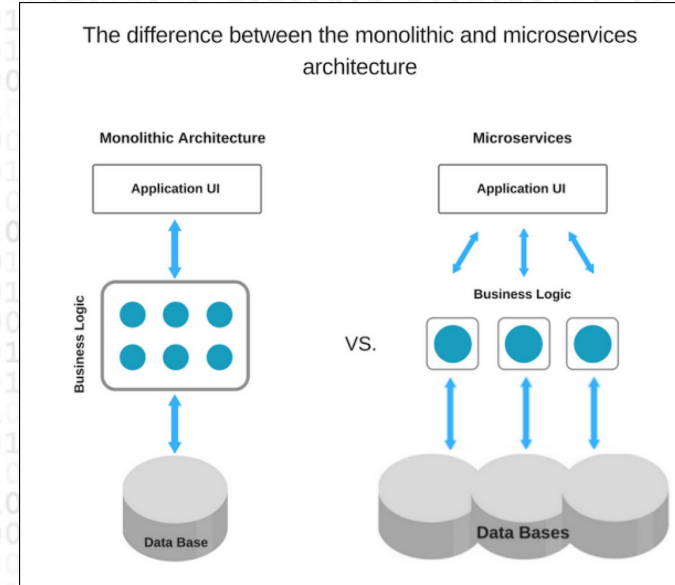 The difference between the monolithic and microservices
architecture
Monolithic Architecture
Application UI
Business Logic
Data Base
VS.
Microservices
Application UI
Business Logic
Data Bases